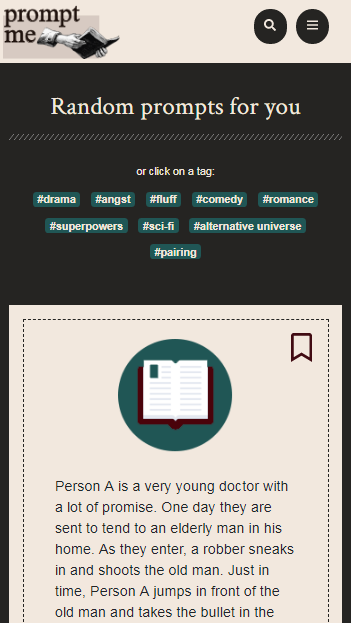 prompt
me
Random prompts for you
or click on a tag:
#drama #angst #fluff #comedy #romance
#superpowers #sci-fi #alternative universe
#pairing
Person A is a very young doctor with
a lot of promise. One day they are
sent to tend to an elderly man in his
home. As they enter, a robber sneaks
in and shoots the old man. Just in
time, Person A jumps in front of the
old man and takes the bullet in the